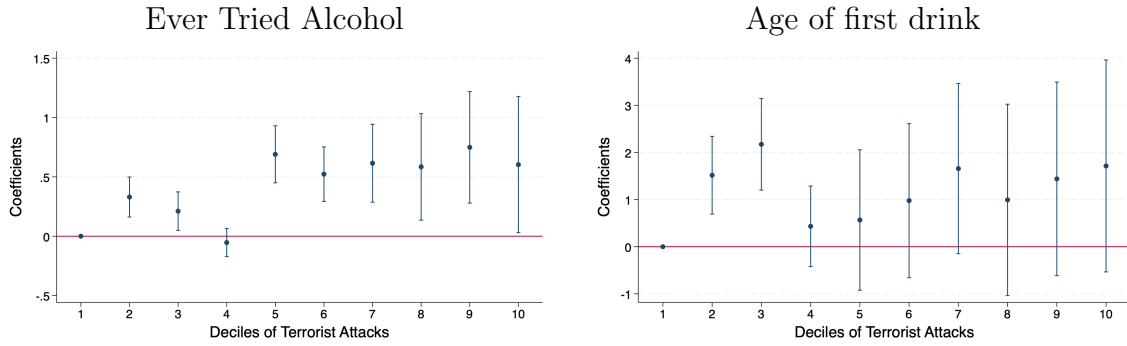 Ever Tried Alcohol
1.5
1
.5
0
-.5
Coefficients
1 2 3 4 5 6 7 8 9 10
Deciles of Terrorist Attacks
Age of first drink
4
3
2
1
0
-1
Coefficients
1 2 3 4 5 6 7 8 9 10
Deciles of Terrorist Attacks